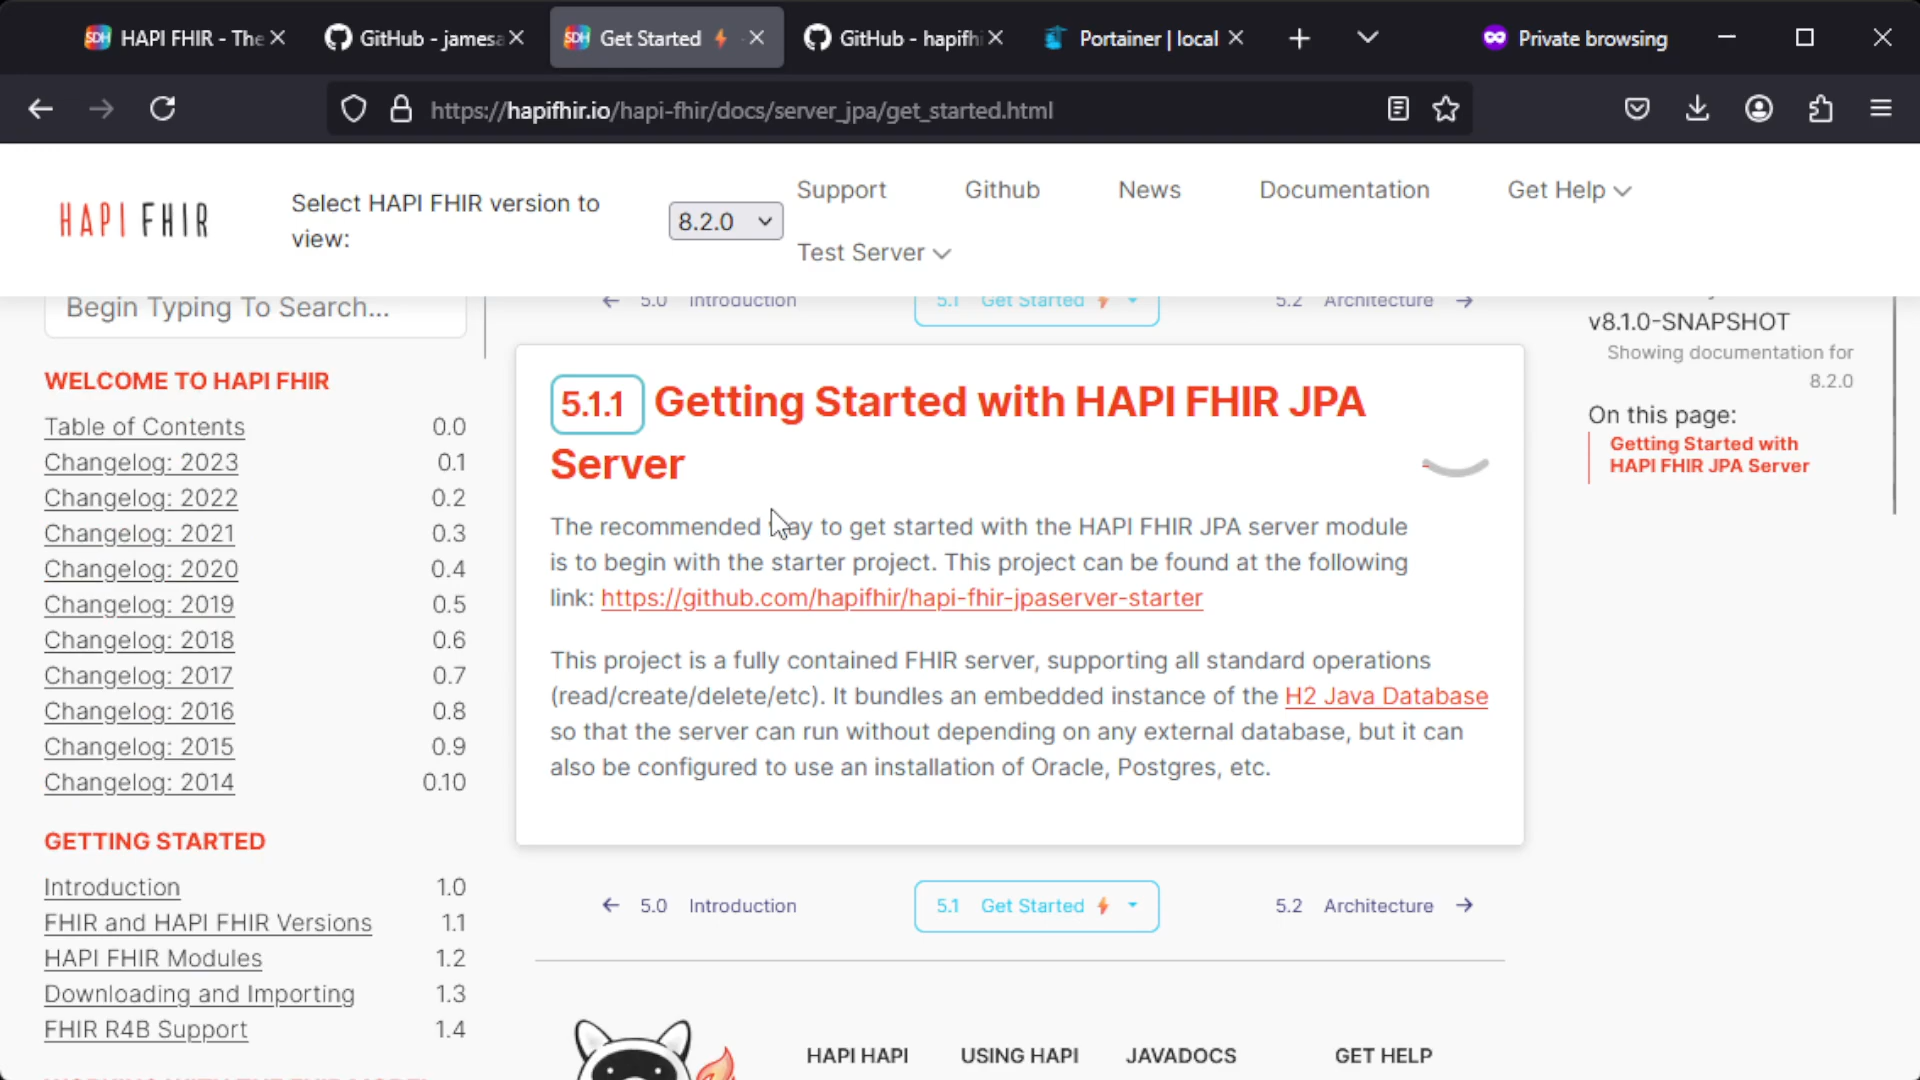 HAPI FHIR - The
GitHub - jamesa
Get Started
GitHub - hapifhi
Portainer | local
Private browsing
https://hapifhir.io/hapi-fhir/docs/server_jpa/get_started.html
HAPI FHIR
Select HAPI FHIR version to
view:
8.2.0
Support
Github
News
Documentation
Get Help
Test Server
Begin Typing To Search...
WELCOME TO HAPI FHIR
Table of Contents 0.0
Changelog: 2023 0.1
Changelog: 2022 0.2
Changelog: 2021 0.3
Changelog: 2020 0.4
Changelog: 2019 0.5
Changelog: 2018 0.6
Changelog: 2017 0.7
Changelog: 2016 0.8
Changelog: 2015 0.9
Changelog: 2014 0.10
GETTING STARTED
Introduction 1.0
FHIR and HAPI FHIR Versions 1.1
HAPI FHIR Modules 1.2
Downloading and Importing 1.3
FHIR R4B Support 1.4
← 5.0 Introduction
5.1 Get Started
5.2 Architecture →
5.1.1 Getting Started with HAPI FHIR JPA
Server
The recommended way to get started with the HAPI FHIR JPA server module
is to begin with the starter project. This project can be found at the following
link: https://github.com/hapifhir/hapi-fhir-jpaserver-starter
This project is a fully contained FHIR server, supporting all standard operations
(read/create/delete/etc). It bundles an embedded instance of the H2 Java Database
so that the server can run without depending on any external database, but it can
also be configured to use an installation of Oracle, Postgres, etc.
← 5.0 Introduction
5.1 Get Started
5.2 Architecture →
HAPI HAPI
USING HAPI
JAVADOCS
GET HELP
v8.1.0-SNAPSHOT
Showing documentation for
8.2.0
On this page:
Getting Started with
HAPI FHIR JPA Server